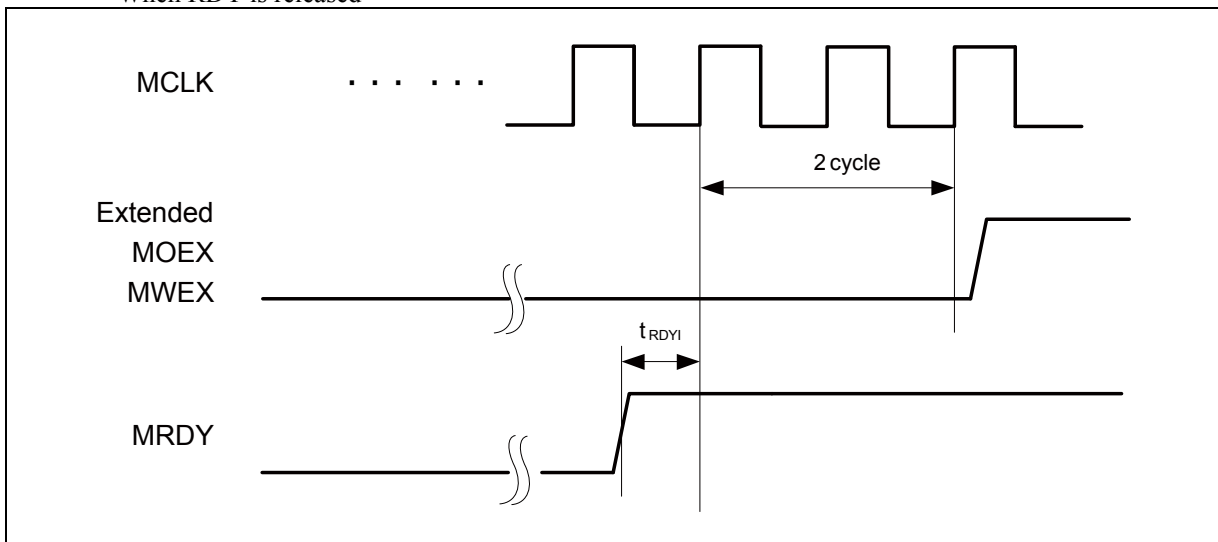 When RDY is released
MCLK
· · · · · ·
2 cycle
Extended
MOEX
MWEX
tRDYI
MRDY